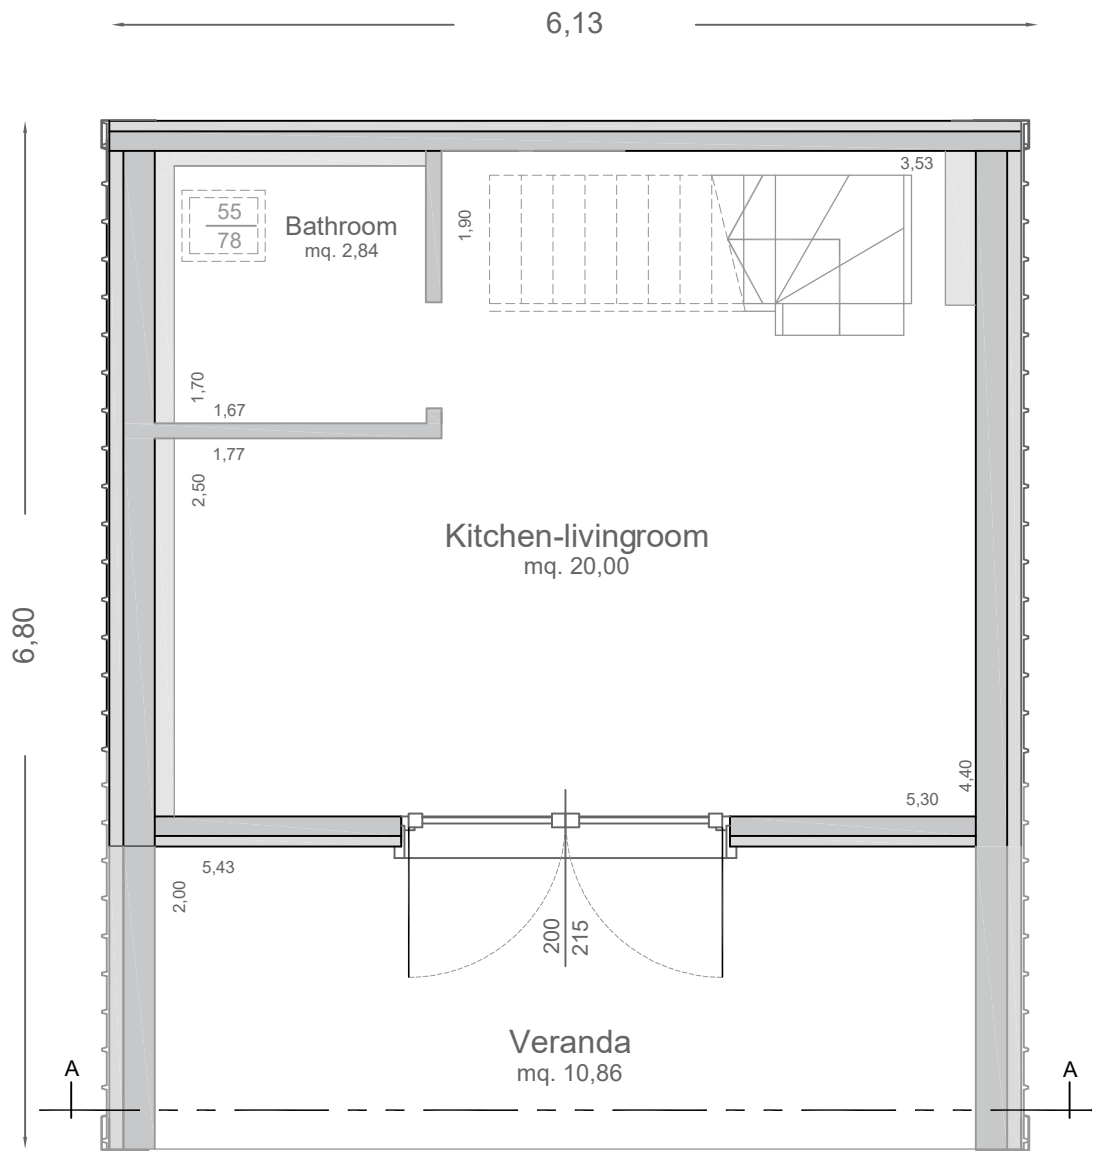 6,13
3,53
55
78
Bathroom
mq. 2,84
1,90
1,70
1,67
1,77
2,50
Kitchen-livingroom
mq. 20,00
6,80
4,40
5,30
5,43
2,00
200
215
Veranda
mq. 10,86
A
A